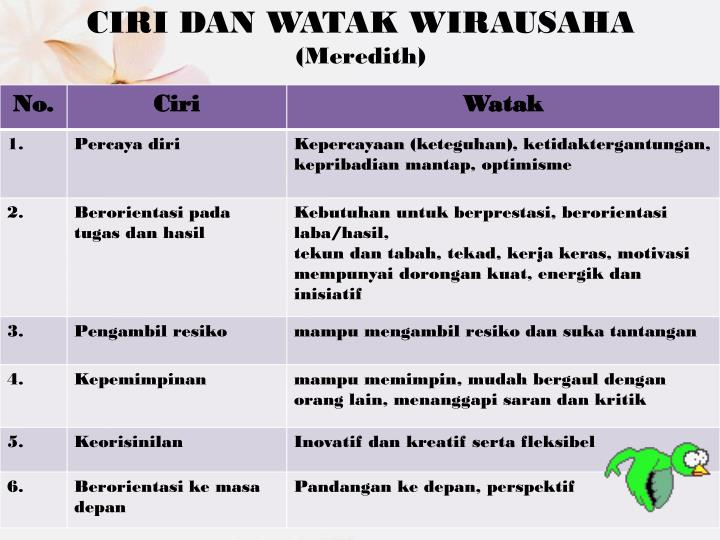 CIRI DAN WATAK WIRAUSAHA
(Meredith)
No. Ciri Watak
1. Percaya diri Kepercayaan (keteguhan), ketidaktergantungan,
kepribadian mantap, optimisme
2. Berorientasi pada Kebutuhan untuk berprestasi, berorientasi
tugas dan hasil laba/hasil,
tekun dan tabah, tekad, kerja keras, motivasi
mempunyai dorongan kuat, energik dan
inisiatif
3. Pengambil resiko mampu mengambil resiko dan suka tantangan
4. Kepemimpinan mampu memimpin, mudah bergaul dengan
orang lain, menanggapi saran dan kritik
5. Keorisinilan Inovatif dan kreatif serta fleksibel
6. Berorientasi ke masa Pandangan ke depan, perspektif
depan